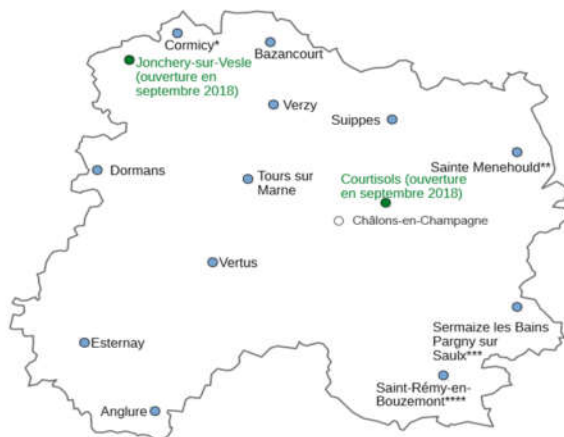 Cormicy*
Bazancourt
Jonchery-sur-Vesle
(ouverture en
septembre 2018)
Verzy
Suippes
Sainte Menehould**
Dormans
Tours sur
Marne
Courtisols (ouverture
en septembre 2018)
Châlons-en-Champagne
Vertus
Sermaize les Bains
Pargny sur
Saulx***
Esternay
Saint-Rémy-en-
Bouzemont****
Anglure